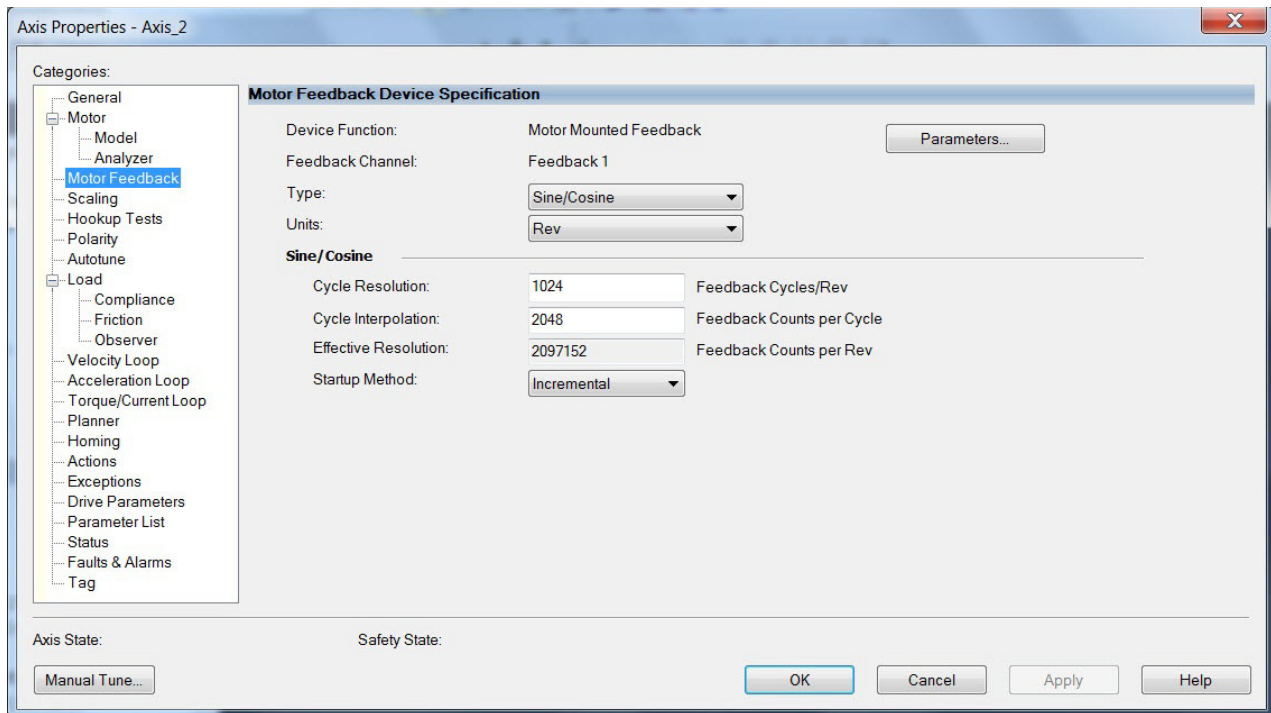 Axis Properties - Axis_2
X
Categories:
General
Motor
Model
Analyzer
Motor Feedback
Scaling
Hookup Tests
Polarity
Autotune
Load
Compliance
Friction
Observer
Velocity Loop
Acceleration Loop
Torque/Current Loop
Planner
Homing
Actions
Exceptions
Drive Parameters
Parameter List
Status
Faults & Alarms
Tag
Motor Feedback Device Specification
Device Function: Motor Mounted Feedback Parameters...
Feedback Channel: Feedback 1
Type: Sine/Cosine
Units: Rev
Sine/Cosine
Cycle Resolution: 1024 Feedback Cycles/Rev
Cycle Interpolation: 2048 Feedback Counts per Cycle
Effective Resolution: 2097152 Feedback Counts per Rev
Startup Method: Incremental
Axis State: Safety State:
Manual Tune... OK Cancel Apply Help